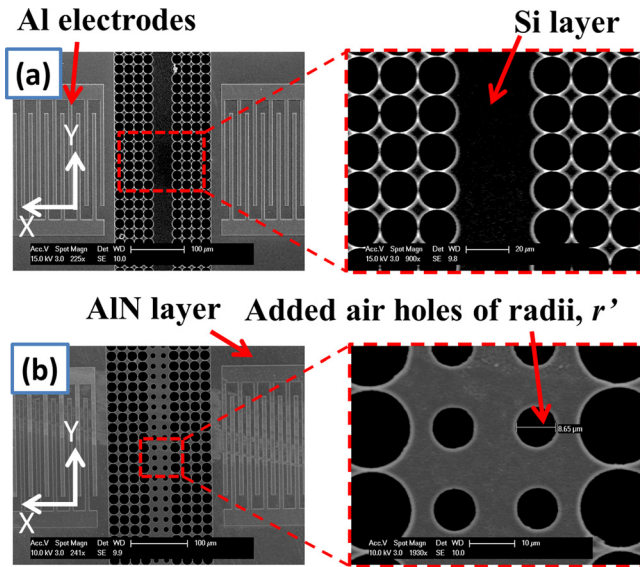 Al electrodes
Si layer
(a)
Y
X
Acc.V Spot Magn Det WD 100 µm
15.0 kV 3.0 225x SE 10.0
Acc.V Spot Magn Det WD 20 µm
15.0 kV 3.0 900x SE 9.8
AlN layer
Added air holes of radii, r’
(b)
Y
X
8.65 µm
Acc.V Spot Magn Det WD 100 µm
10.0 kV 3.0 241x SE 9.9
Acc.V Spot Magn Det WD 10 µm
10.0 kV 3.0 1930x SE 10.0